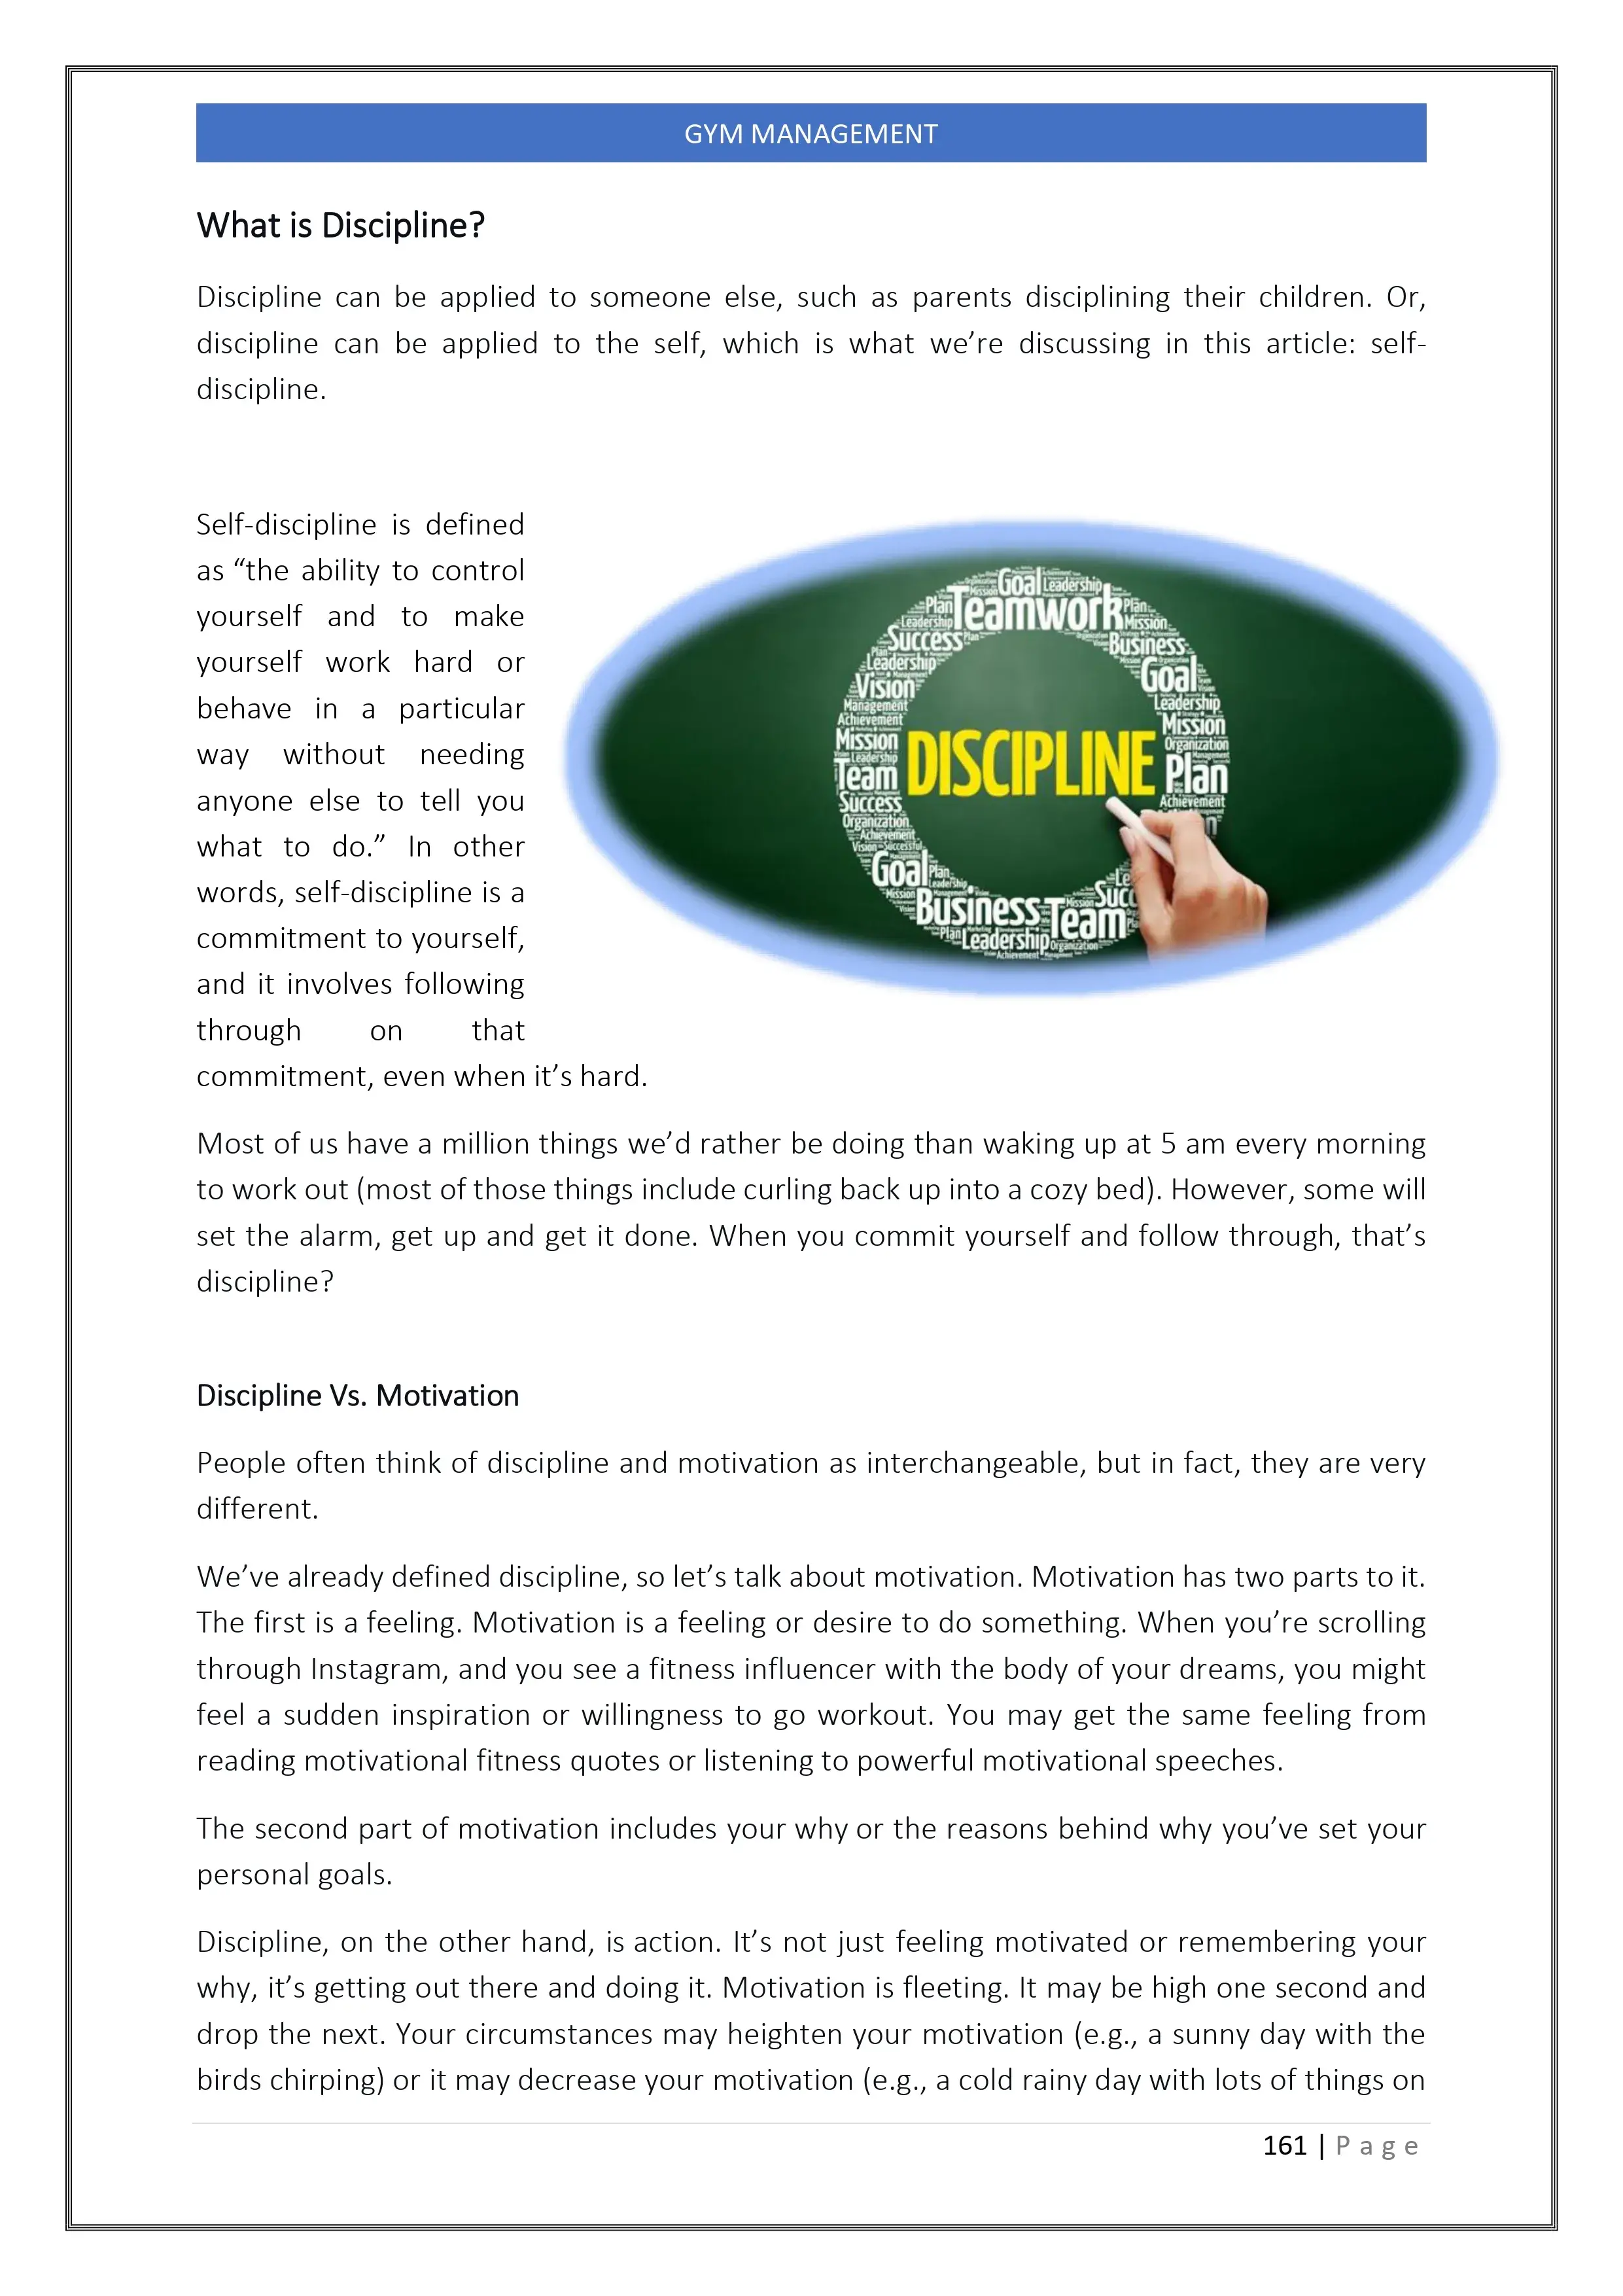 GYM MANAGEMENT
What is Discipline?
Discipline can be applied to someone else, such as parents disciplining their children. Or,
discipline can be applied to the self, which is what we’re discussing in this article: self-
discipline.
Self-discipline is defined
as “the ability to control
yourself and to make
yourself work hard or
behave in a particular
way without needing
anyone else to tell you
what to do.” In other
words, self-discipline is a
commitment to yourself,
and it involves following
through on that
commitment, even when it’s hard.
Goal Leadership
Plan Teamwork Plan
Leadership Mission
Success Plan Business
Leadership Goal
Vision Leadership
Management
Achievement Mission
Mission DISCIPLINE Organization
Leadership
Team Plan
Success Achievement
Organization
Achievement
Vision Successful
Goal Plan
Leadership
Mission
Business Team Mission Succ
Plan Leadership Organization
Achievement Management
Most of us have a million things we’d rather be doing than waking up at 5 am every morning
to work out (most of those things include curling back up into a cozy bed). However, some will
set the alarm, get up and get it done. When you commit yourself and follow through, that’s
discipline?
Discipline Vs. Motivation
People often think of discipline and motivation as interchangeable, but in fact, they are very
different.
We’ve already defined discipline, so let’s talk about motivation. Motivation has two parts to it.
The first is a feeling. Motivation is a feeling or desire to do something. When you’re scrolling
through Instagram, and you see a fitness influencer with the body of your dreams, you might
feel a sudden inspiration or willingness to go workout. You may get the same feeling from
reading motivational fitness quotes or listening to powerful motivational speeches.
The second part of motivation includes your why or the reasons behind why you’ve set your
personal goals.
Discipline, on the other hand, is action. It’s not just feeling motivated or remembering your
why, it’s getting out there and doing it. Motivation is fleeting. It may be high one second and
drop the next. Your circumstances may heighten your motivation (e.g., a sunny day with the
birds chirping) or it may decrease your motivation (e.g., a cold rainy day with lots of things on
161 | Page